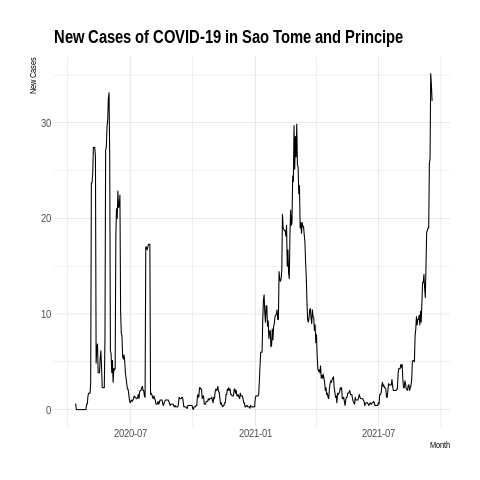 New Cases of COVID-19 in Sao Tome and Principe
New Cases
30
20
10
0
2020-07
2021-01
2021-07
Month